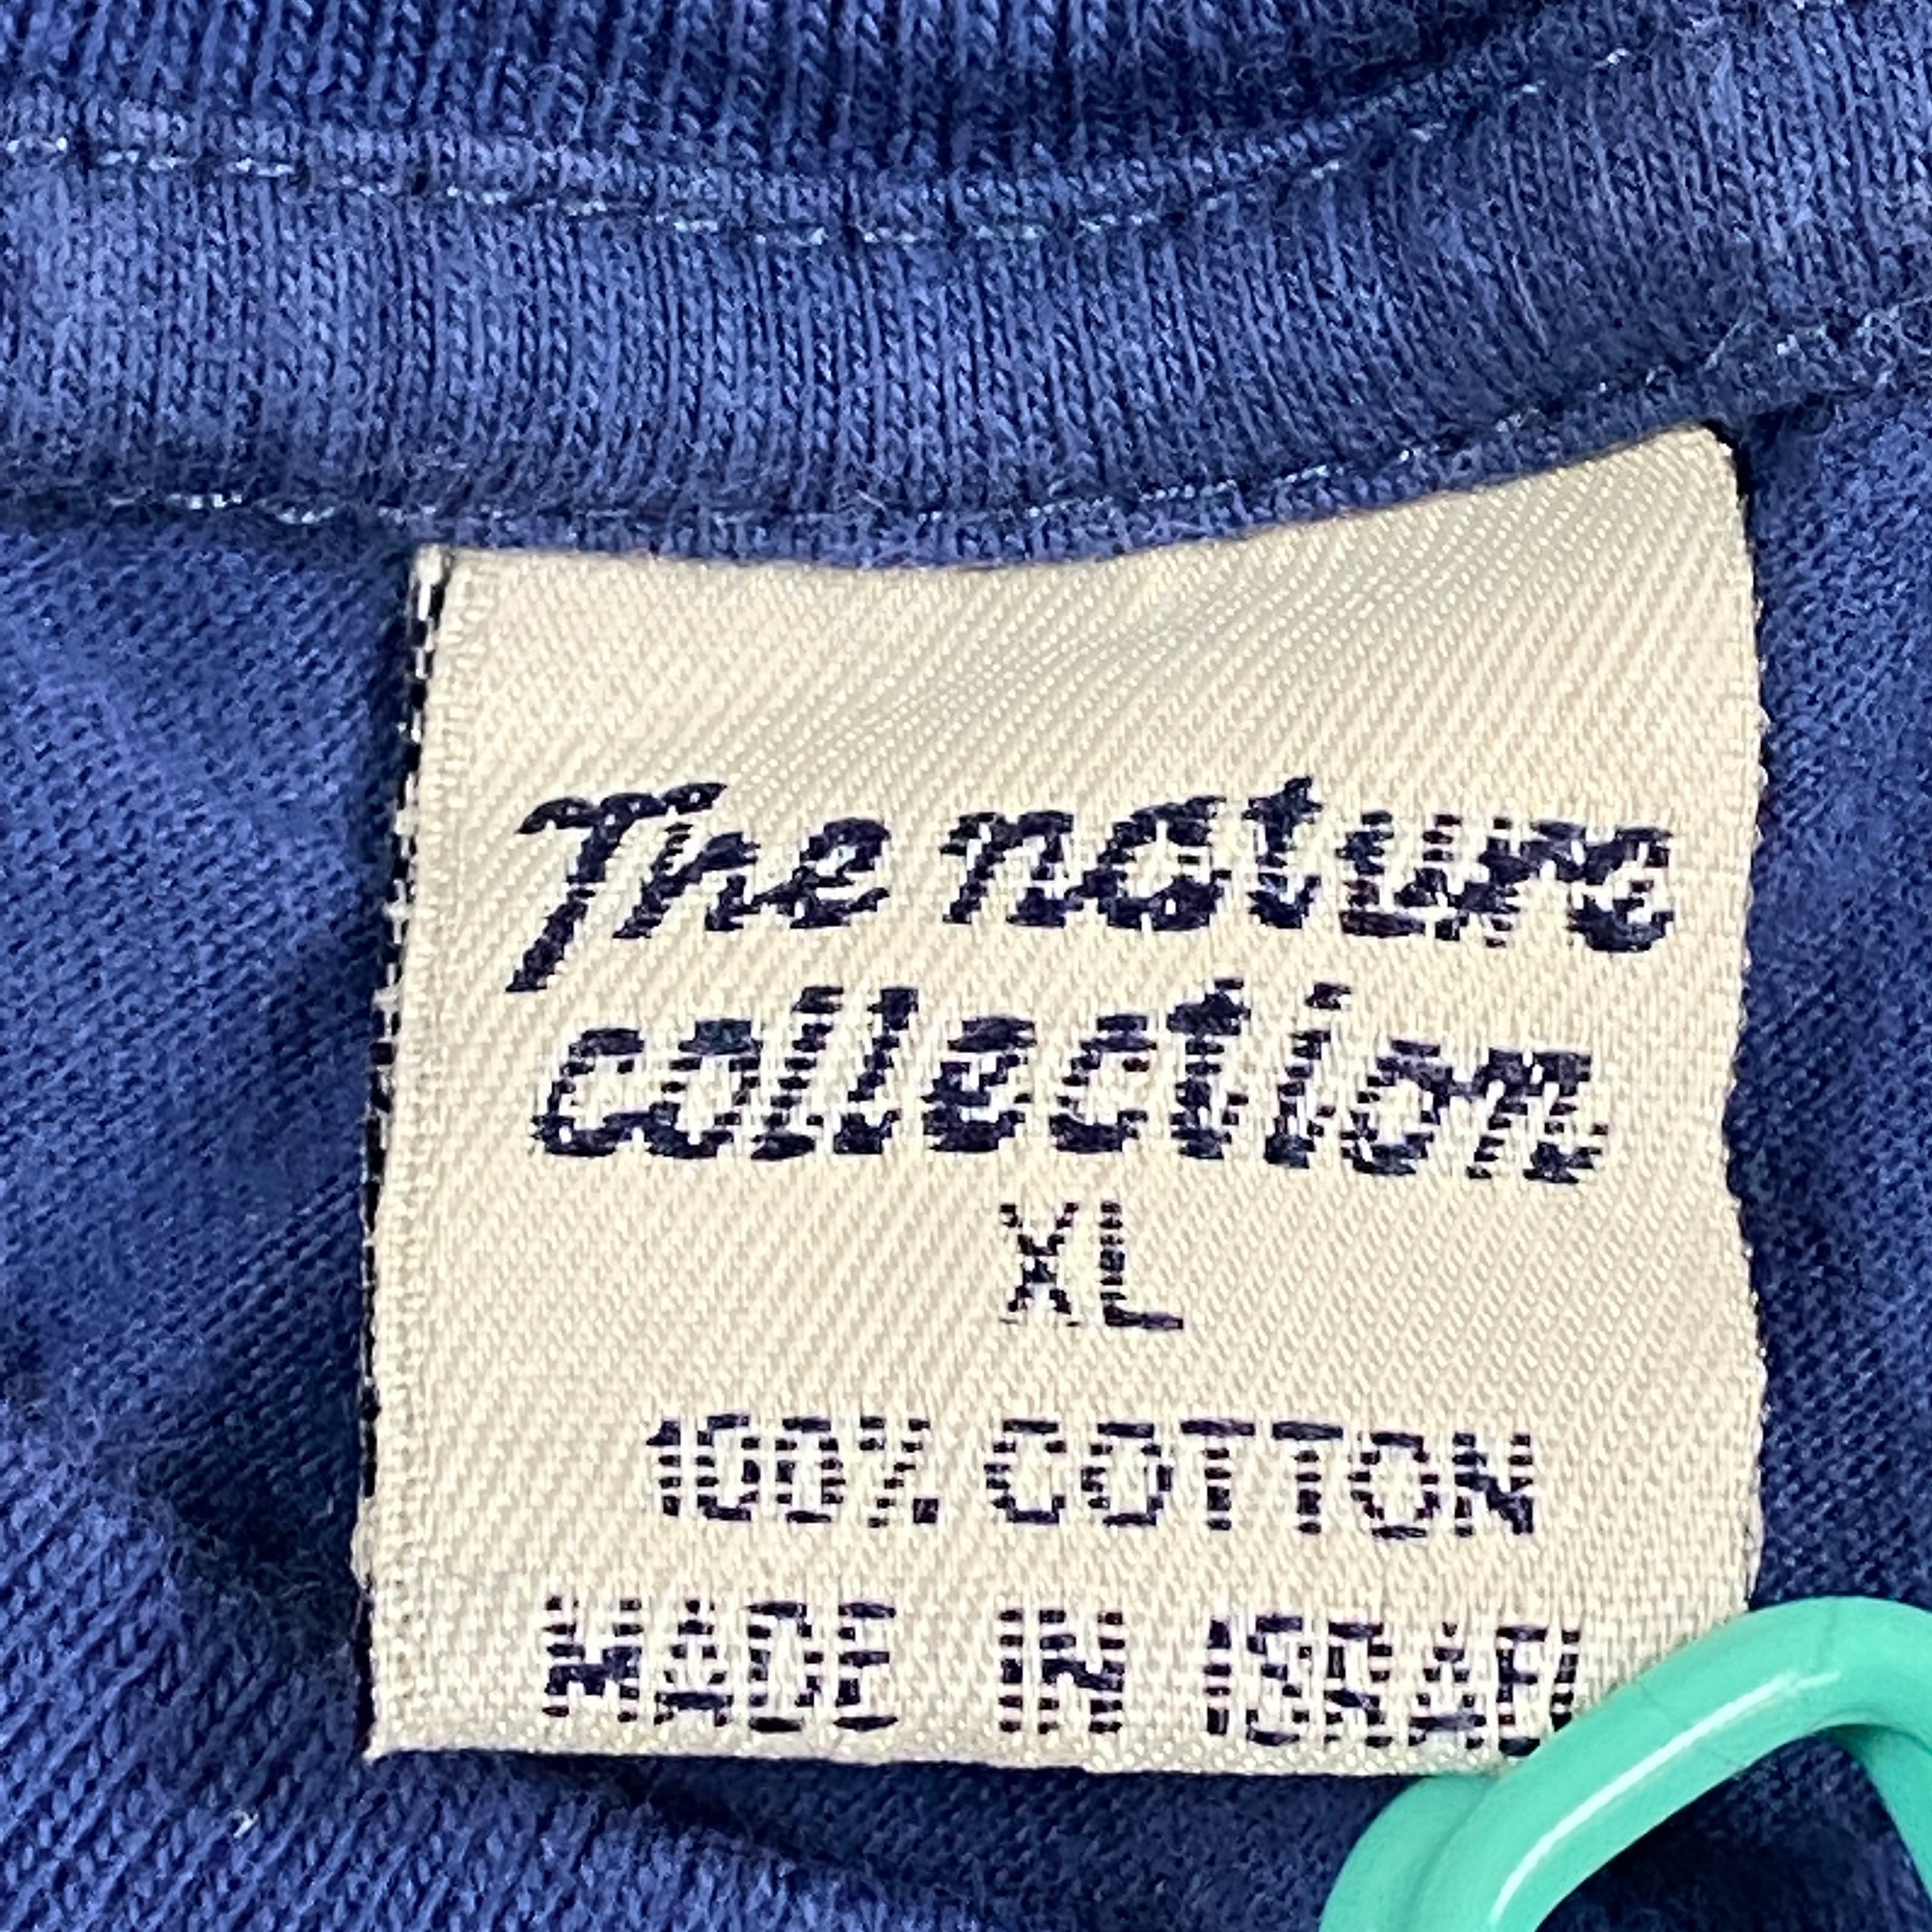 The nature
collection
XL
100% COTTON
MADE IN ISRAEL